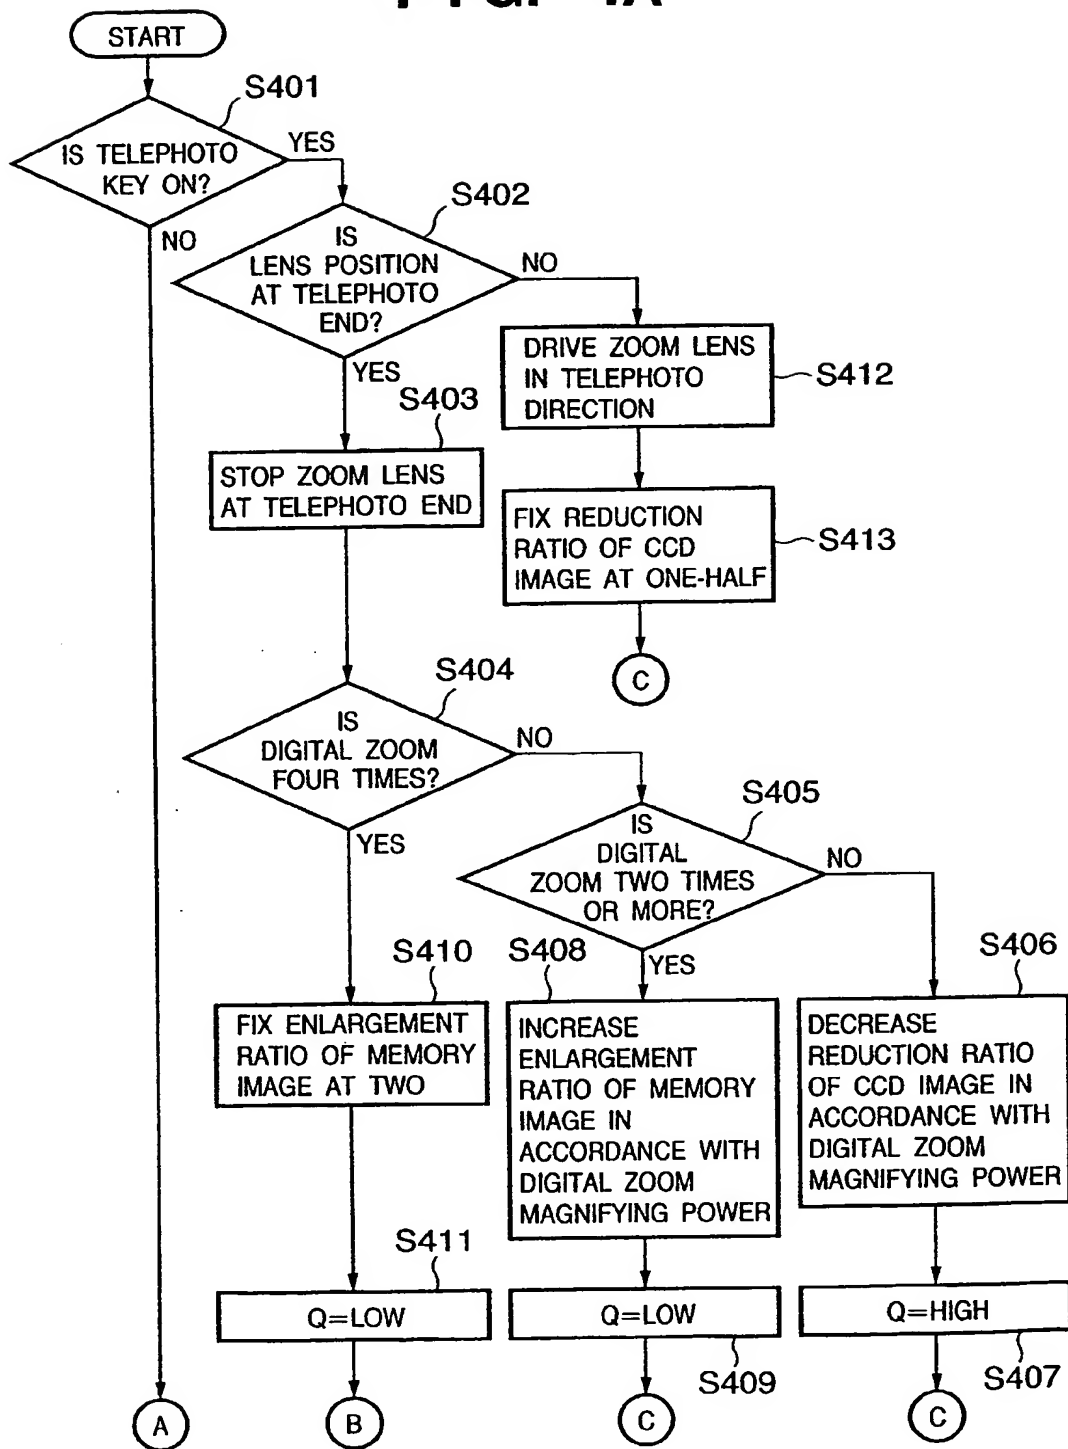 START
S401
IS TELEPHOTO
KEY ON?
YES
NO
S402
IS
LENS POSITION
AT TELEPHOTO
END?
NO
YES
DRIVE ZOOM LENS
IN TELEPHOTO
DIRECTION
S412
S403
STOP ZOOM LENS
AT TELEPHOTO END
FIX REDUCTION
RATIO OF CCD
IMAGE AT ONE-HALF
S413
C
S404
IS
DIGITAL ZOOM
FOUR TIMES?
NO
YES
S405
IS
DIGITAL
ZOOM TWO TIMES
OR MORE?
NO
YES
S410
FIX ENLARGEMENT
RATIO OF MEMORY
IMAGE AT TWO
S408
INCREASE
ENLARGEMENT
RATIO OF MEMORY
IMAGE IN
ACCORDANCE WITH
DIGITAL ZOOM
MAGNIFYING POWER
S406
DECREASE
REDUCTION RATIO
OF CCD IMAGE IN
ACCORDANCE WITH
DIGITAL ZOOM
MAGNIFYING POWER
S411
Q=LOW
Q=LOW
S409
Q=HIGH
S407
A
B
C
C